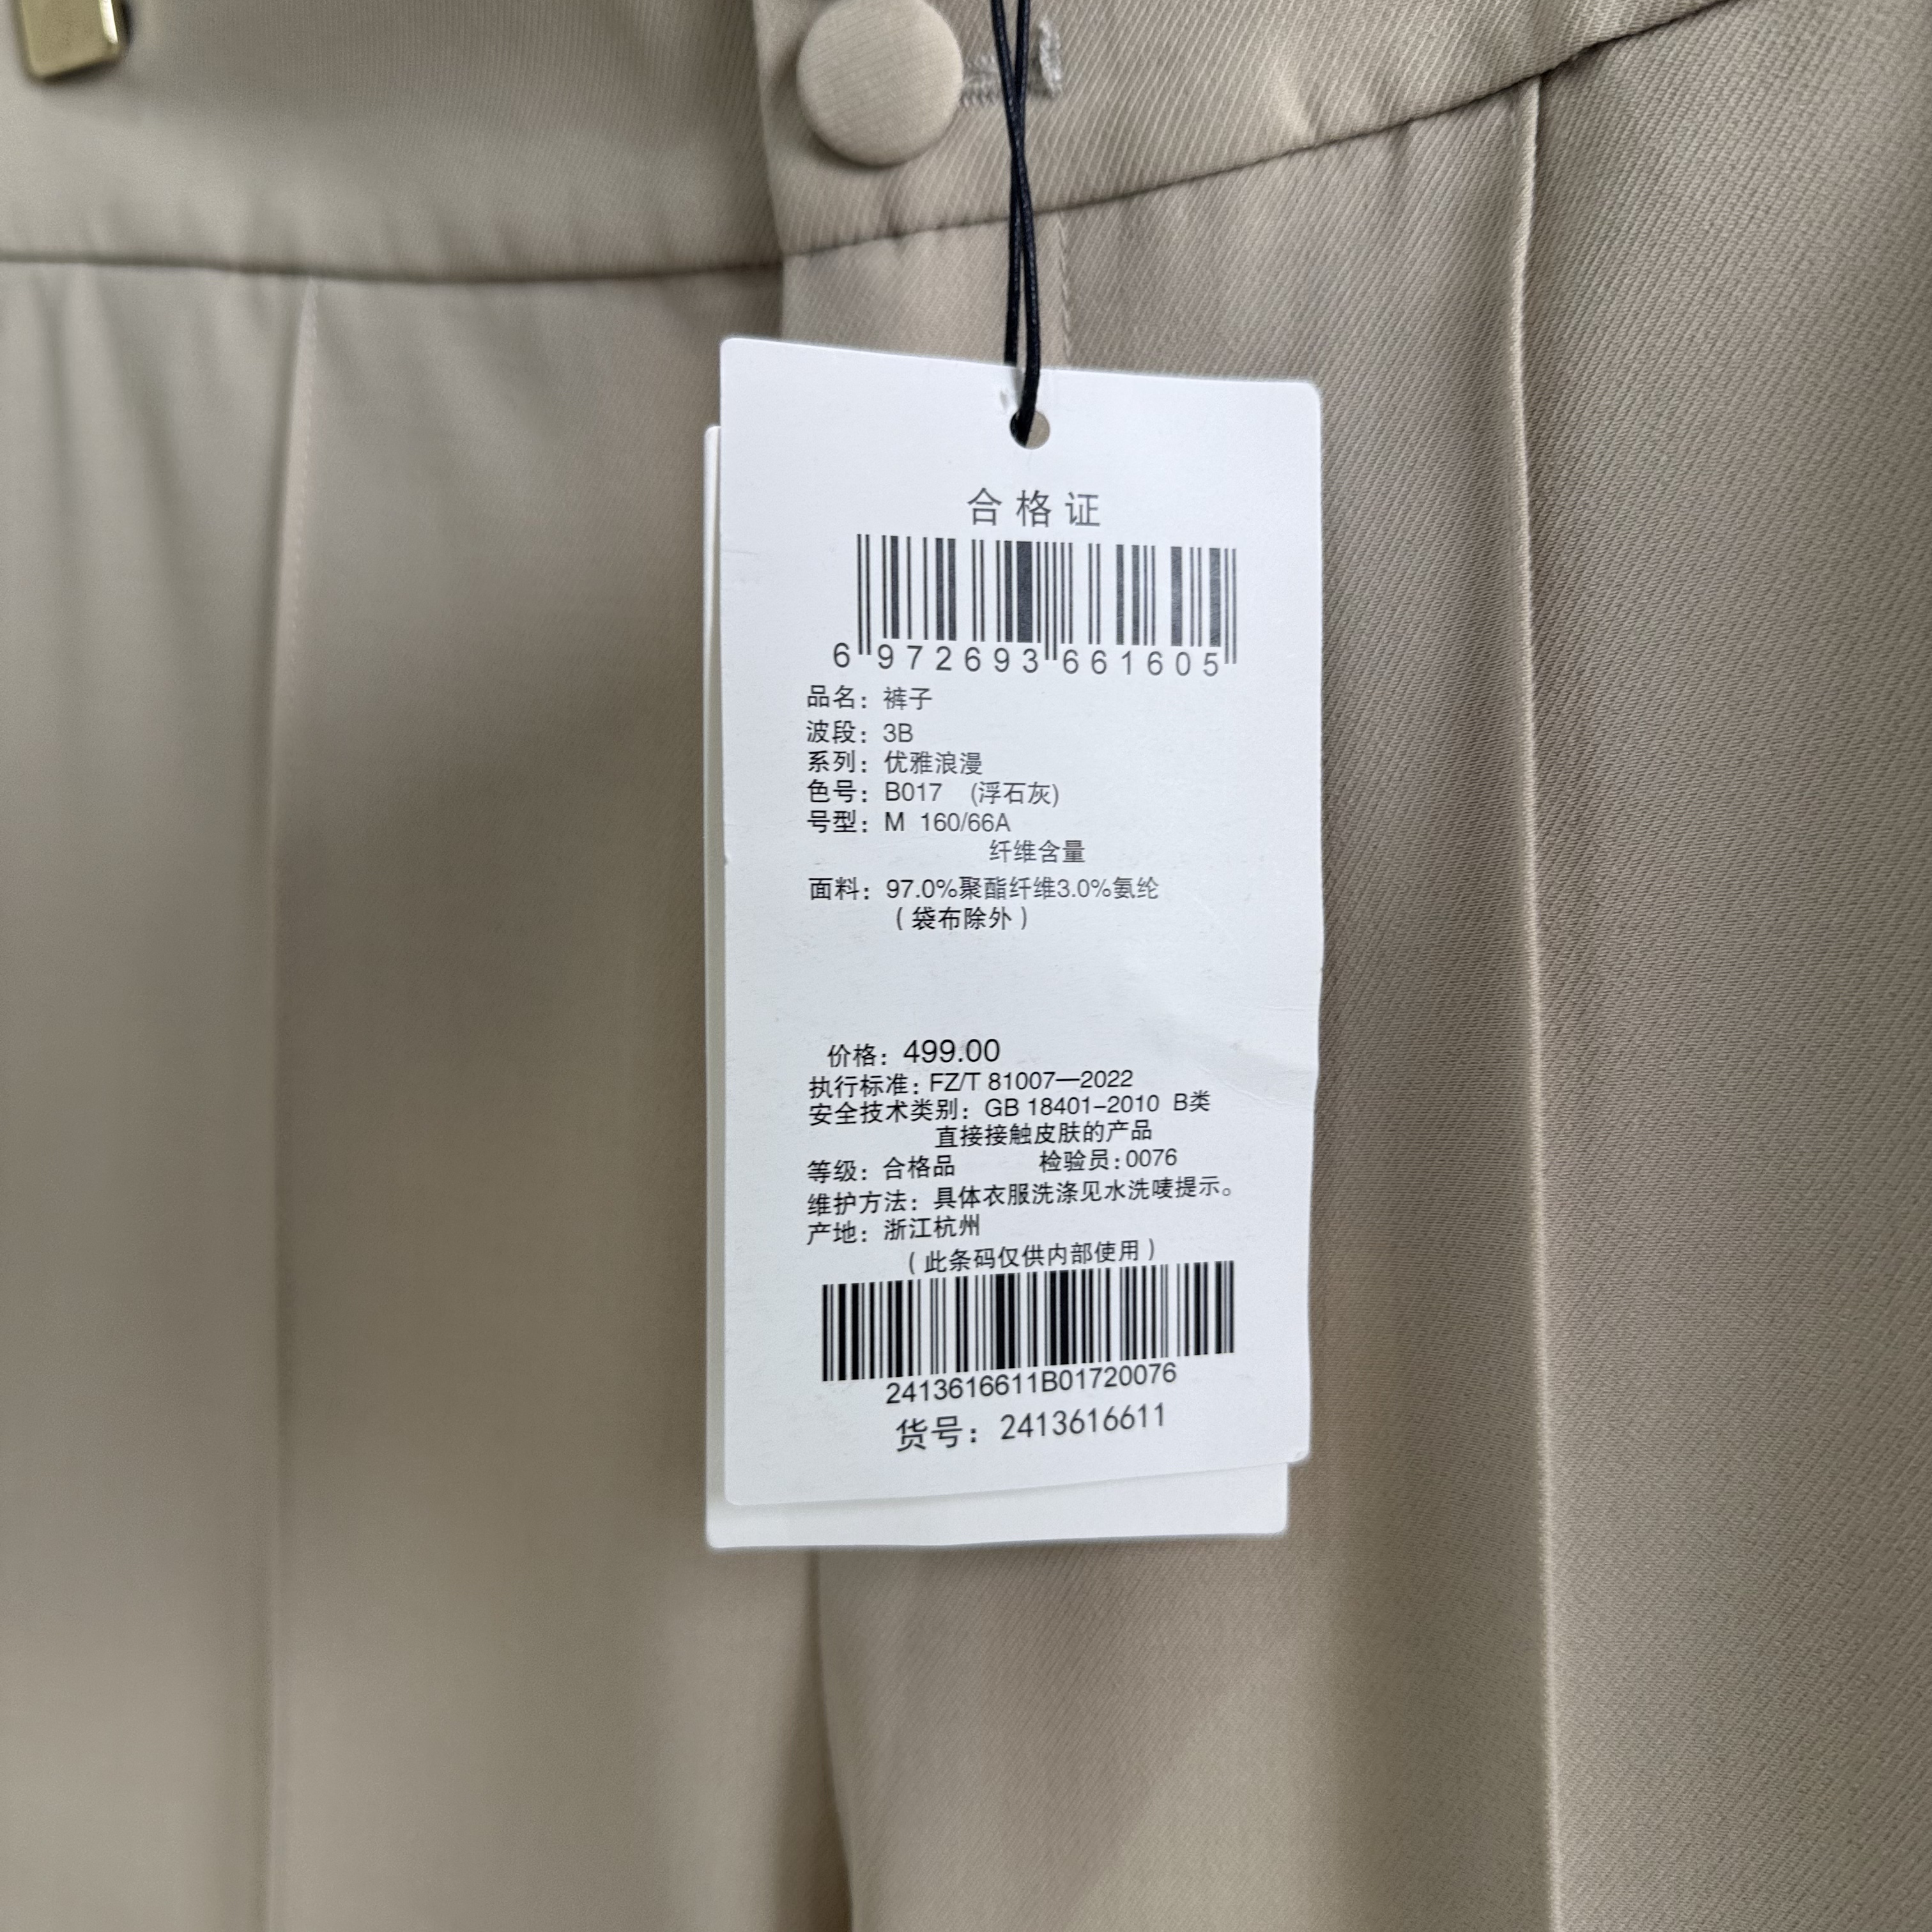 合格证
6 972693 661605
品名：裤子
波段：3B
系列：优雅浪漫
色号：B017 (浮石灰)
号型：M 160/66A
纤维含量
面料：97.0%聚酯纤维3.0%氨纶
（袋布除外）
价格：499.00
执行标准：FZ/T 81007—2022
安全技术类别：GB 18401-2010 B类
直接接触皮肤的产品
等级：合格品 检验员：0076
维护方法：具体衣服洗涤见水洗唛提示。
产地：浙江杭州
（此条码仅供内部使用）
2413616611B01720076
货号：2413616611